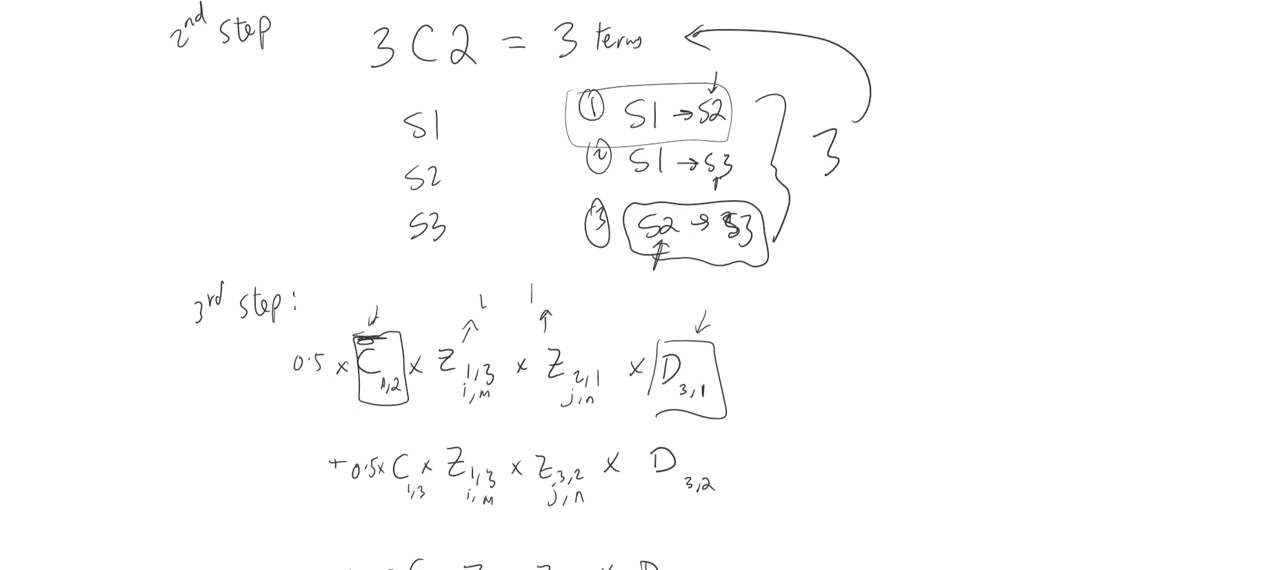 2nd step
3 C 2 = 3 terms
S1
① S1 → S2
S2
② S1 → S3
3
S3
③ S2 → S3
3rd step:
1 1
0.5 × C1,2 × Z1,3 × Z2,1 × D3,1
i,m j,n
+ 0.5× C1,3 × Z1,3 × Z3,2 × D3,2
i,m j,n